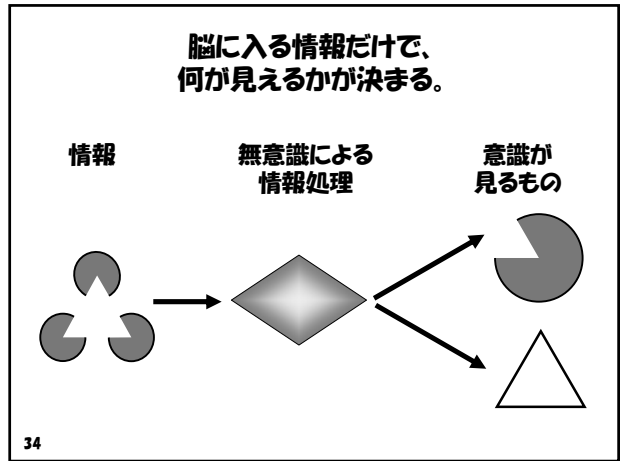 脳に入る情報だけで、
何が見えるかが決まる。
情報
無意識による
情報処理
意識が
見るもの
34